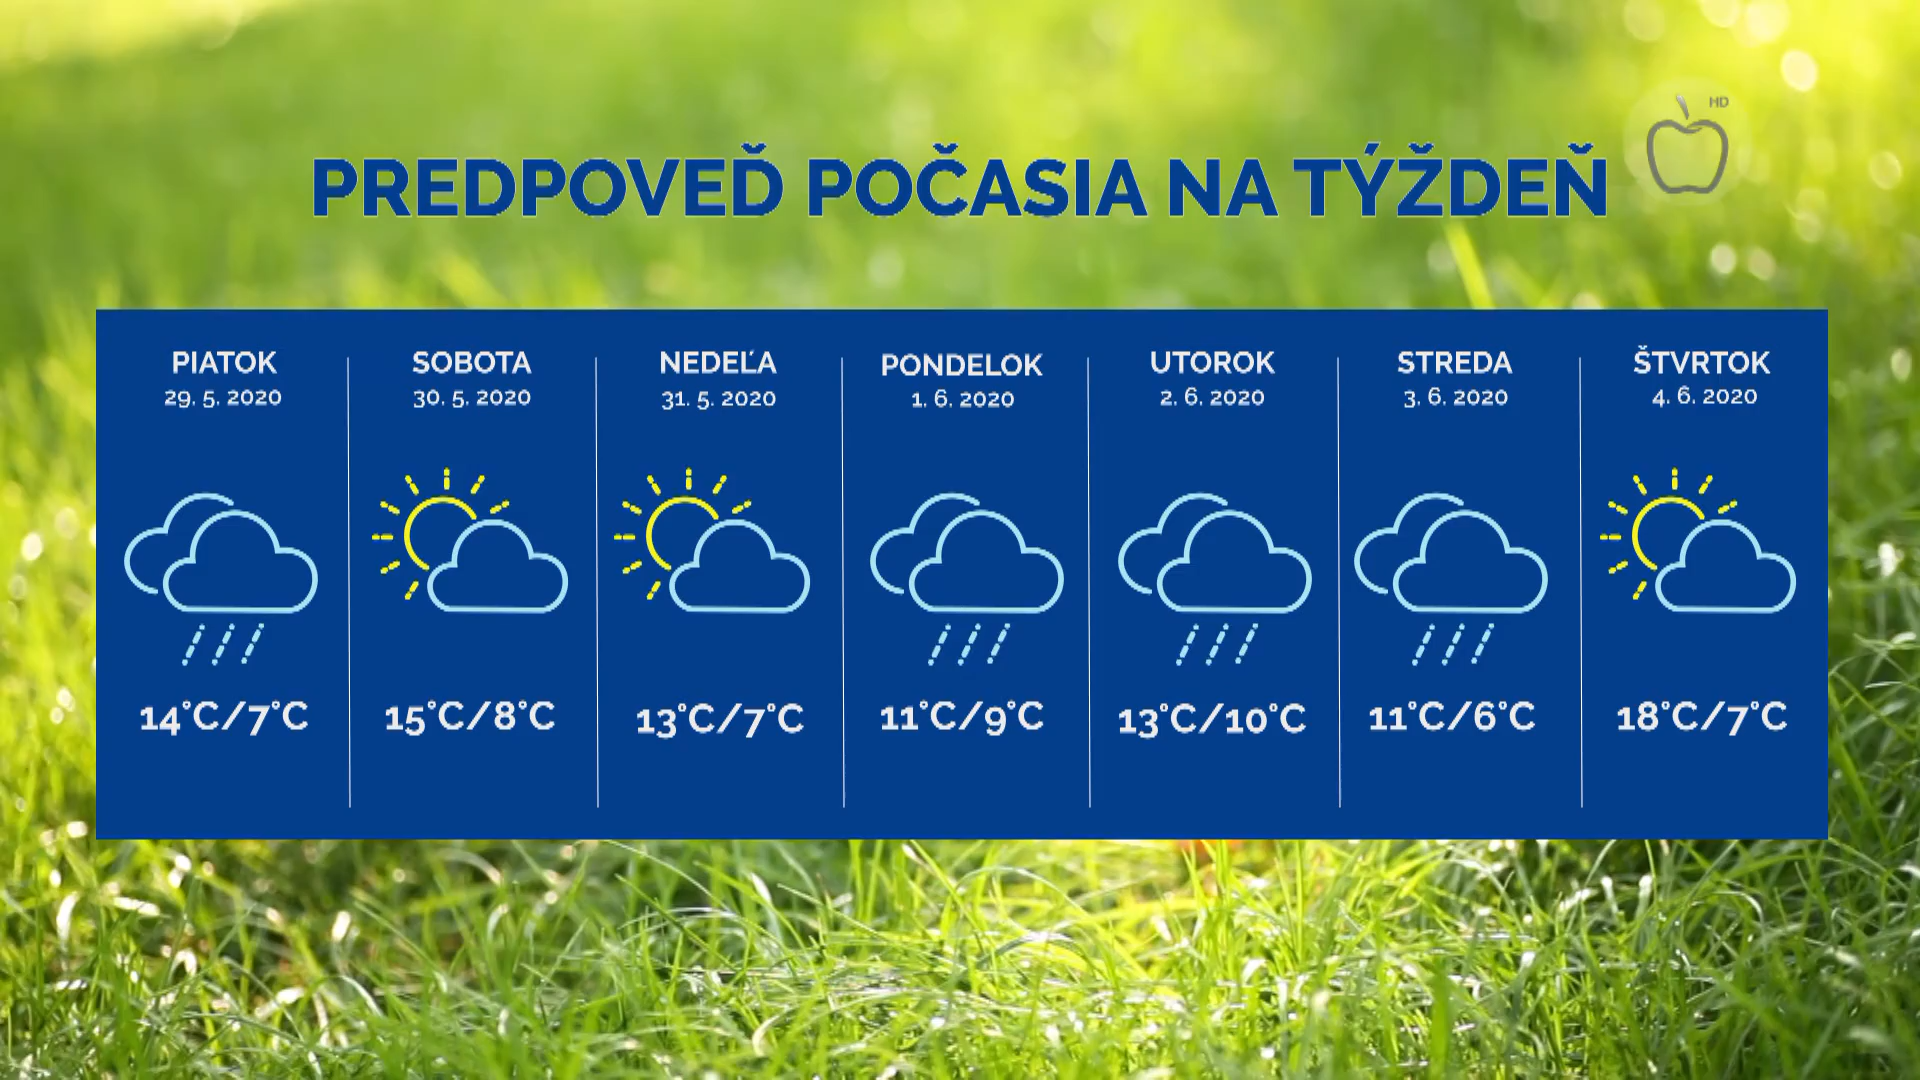 HD
PREDPOVEĎ POČASIA NA TÝŽDEŇ
PIATOK
29. 5. 2020
14°C/7°C
SOBOTA
30. 5. 2020
15°C/8°C
NEDEĽA
31. 5. 2020
13°C/7°C
PONDELOK
1. 6. 2020
11°C/9°C
UTOROK
2. 6. 2020
13°C/10°C
STREDA
3. 6. 2020
11°C/6°C
ŠTVRTOK
4. 6. 2020
18°C/7°C